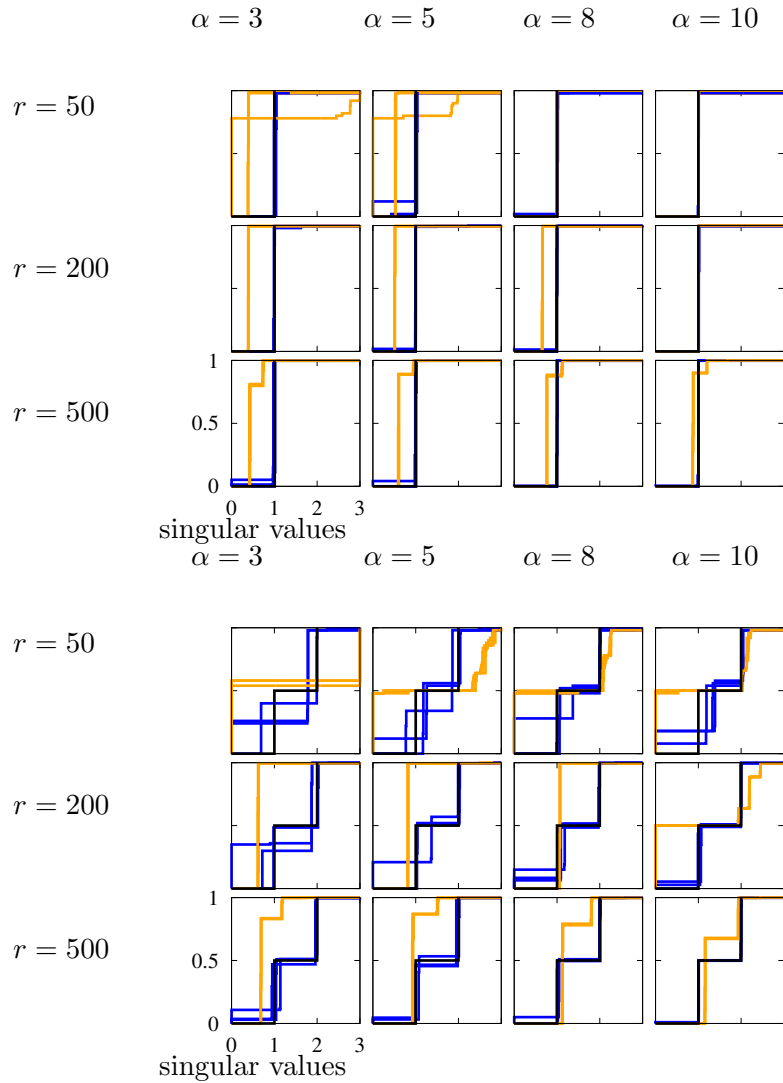 α = 3 α = 5 α = 8 α = 10
r = 50
r = 200
r = 500
1
0.5
0
0 1 2 3
singular values
α = 3 α = 5 α = 8 α = 10
r = 50
r = 200
r = 500
1
0.5
0
0 1 2 3
singular values